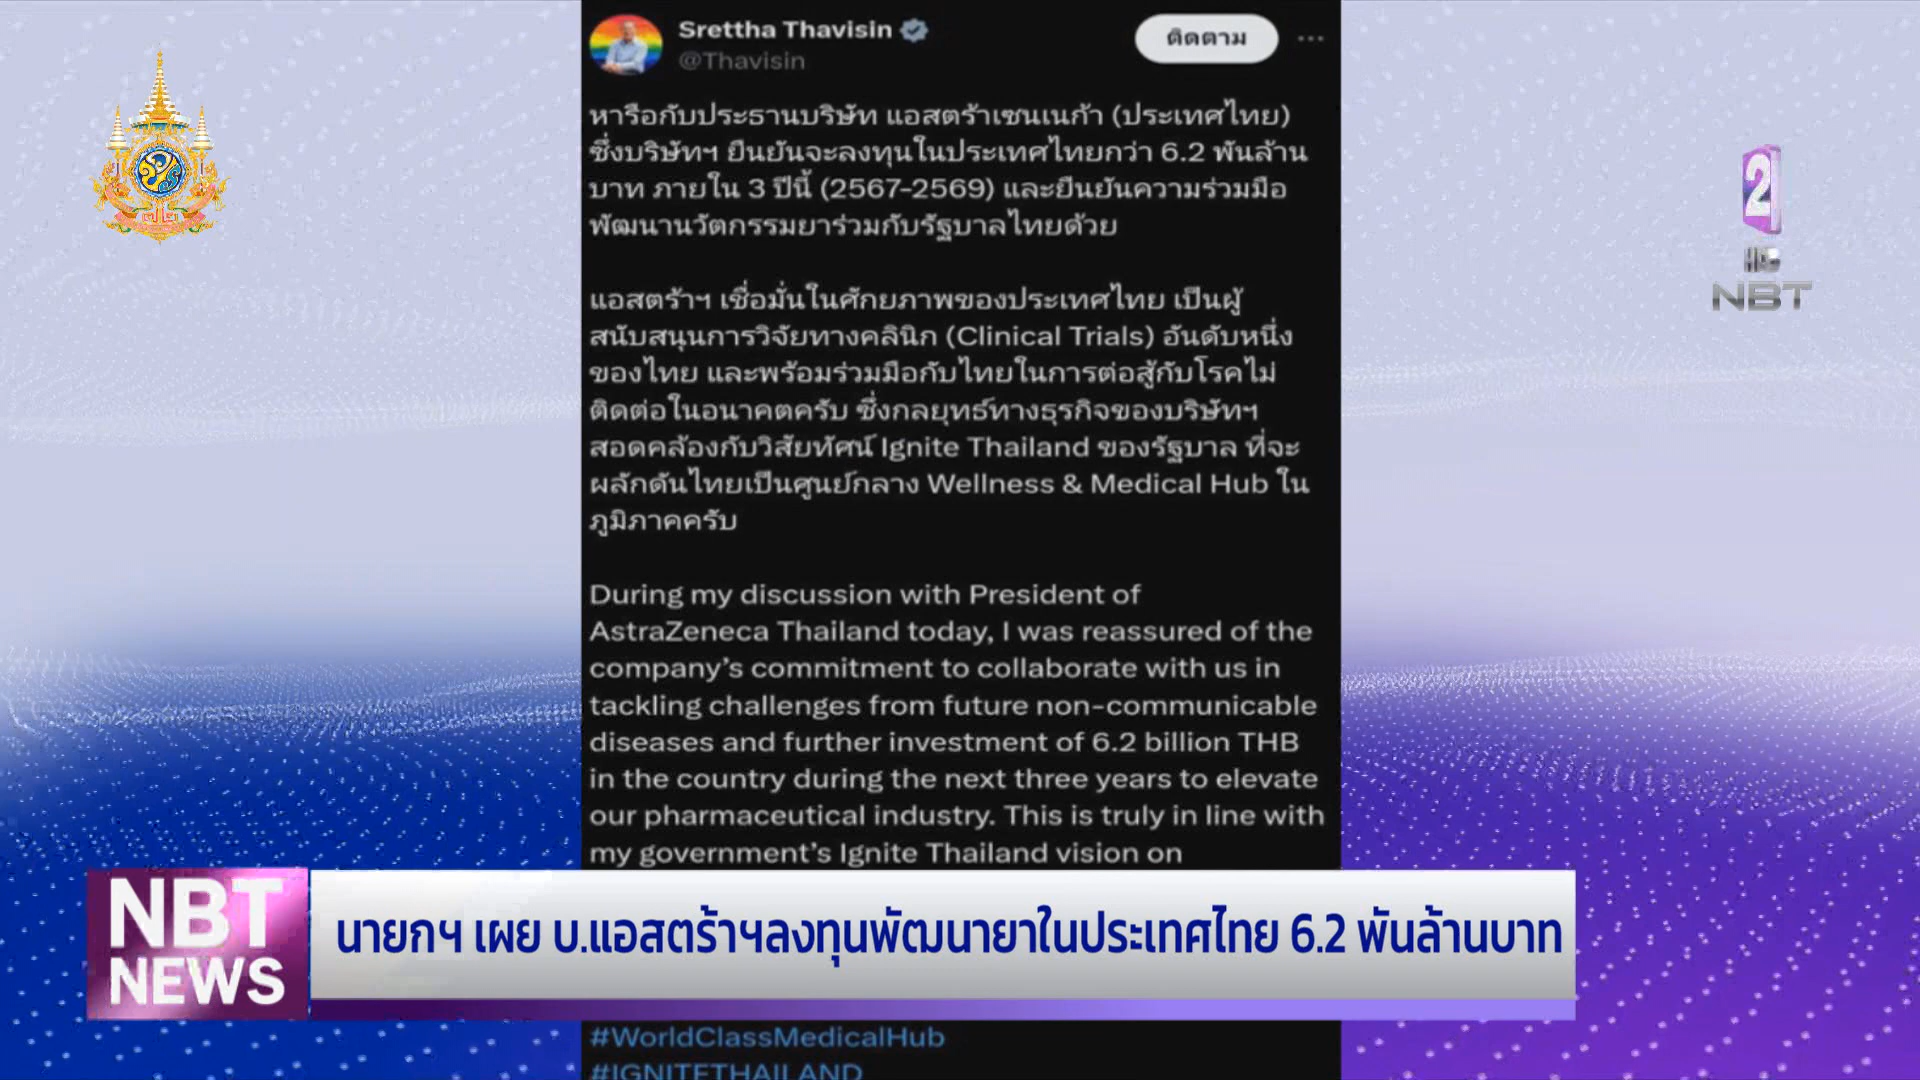 Srettha Thavisin
@Thavisin
ติดตาม
หารือกับประธานบริษัท แอสตร้าเซนเนก้า (ประเทศไทย)
ซึ่งบริษัทฯ ยืนยันจะลงทุนในประเทศไทยกว่า 6.2 พันล้าน
บาท ภายใน 3 ปีนี้ (2567-2569) และยืนยันความร่วมมือ
พัฒนานวัตกรรมยาร่วมกับรัฐบาลไทยด้วย
แอสตร้าฯ เชื่อมั่นในศักยภาพของประเทศไทย เป็นผู้
สนับสนุนการวิจัยทางคลินิก (Clinical Trials) อันดับหนึ่ง
ของไทย และพร้อมร่วมมือกับไทยในการต่อสู้กับโรคไม่
ติดต่อในอนาคตครับ ซึ่งกลยุทธ์ทางธุรกิจของบริษัทฯ
สอดคล้องกับวิสัยทัศน์ Ignite Thailand ของรัฐบาล ที่จะ
ผลักดันไทยเป็นศูนย์กลาง Wellness & Medical Hub ใน
ภูมิภาคครับ
During my discussion with President of
AstraZeneca Thailand today, I was reassured of the
company's commitment to collaborate with us in
tackling challenges from future non-communicable
diseases and further investment of 6.2 billion THB
in the country during the next three years to elevate
our pharmaceutical industry. This is truly in line with
my government's Ignite Thailand vision on
#WorldClassMedicalHub
#IGNITETHAILAND
๗๒
2
HD
NBT
NBT
NEWS
นายกฯ เผย บ.แอสตร้าฯลงทุนพัฒนายาในประเทศไทย 6.2 พันล้านบาท